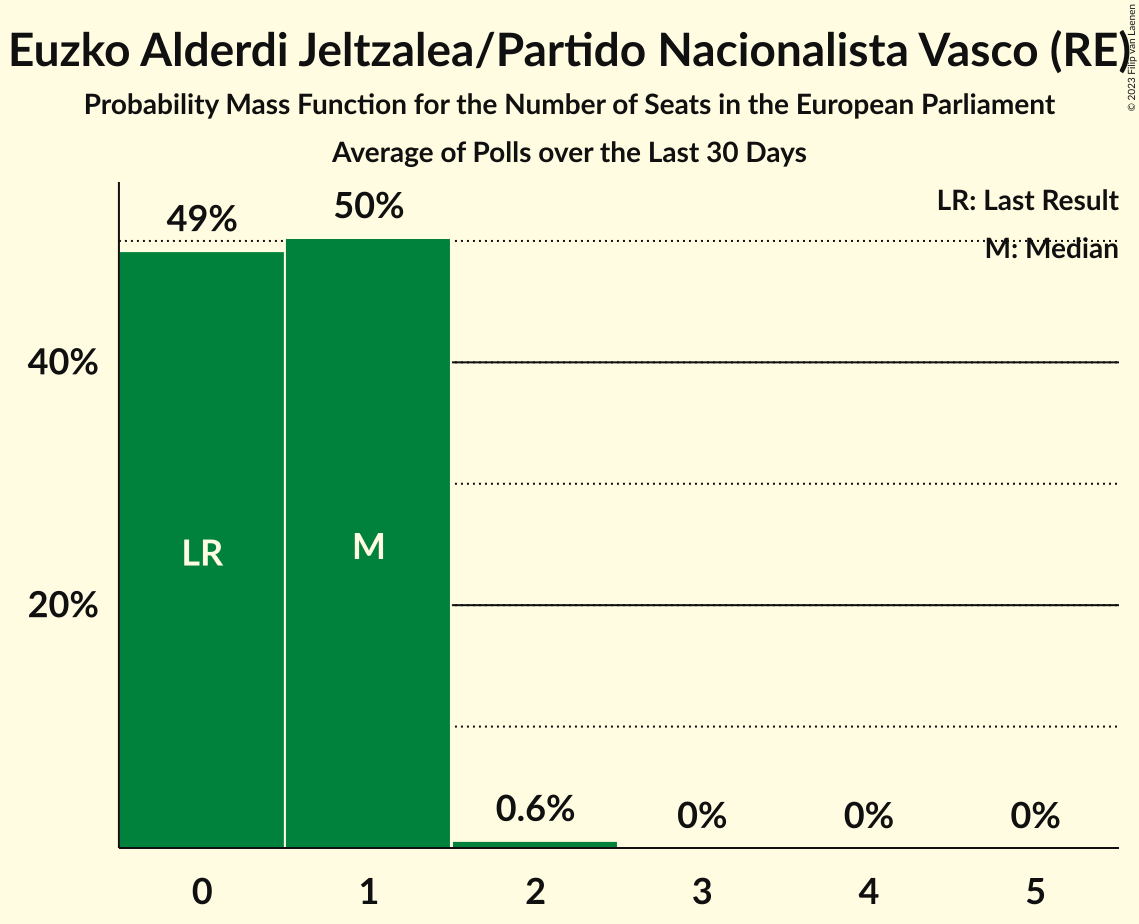 Euzko Alderdi Jeltzalea/Partido Nacionalista Vasco (RE)
© 2023 Filip van Laenen
Probability Mass Function for the Number of Seats in the European Parliament
Average of Polls over the Last 30 Days
LR: Last Result
M: Median
49%
50%
40%
LR
M
20%
0.6%
0%
0%
0%
0
1
2
3
4
5